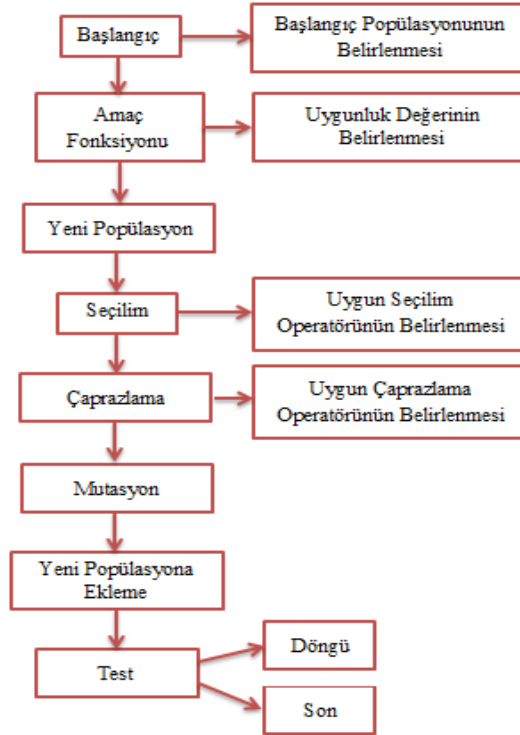 Başlangıç
Başlangıç Popülasyonunun
Belirlenmesi
Amaç
Fonksiyonu
Uygunluk Değerinin
Belirlenmesi
Yeni Popülasyon
Seçilim
Uygun Seçilim
Operatörünün Belirlenmesi
Çaprazlama
Uygun Çaprazlama
Operatörünün Belirlenmesi
Mutasyon
Yeni Popülasyona
Ekleme
Test
Döngü
Son